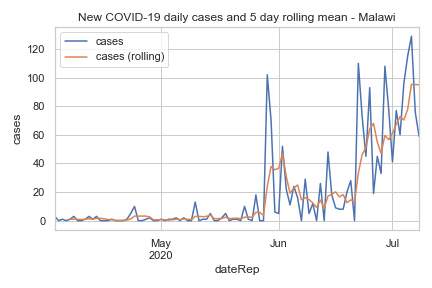 New COVID-19 daily cases and 5 day rolling mean - Malawi
cases
cases (rolling)
120
100
80
60
40
20
0
cases
May
2020
Jun
Jul
dateRep